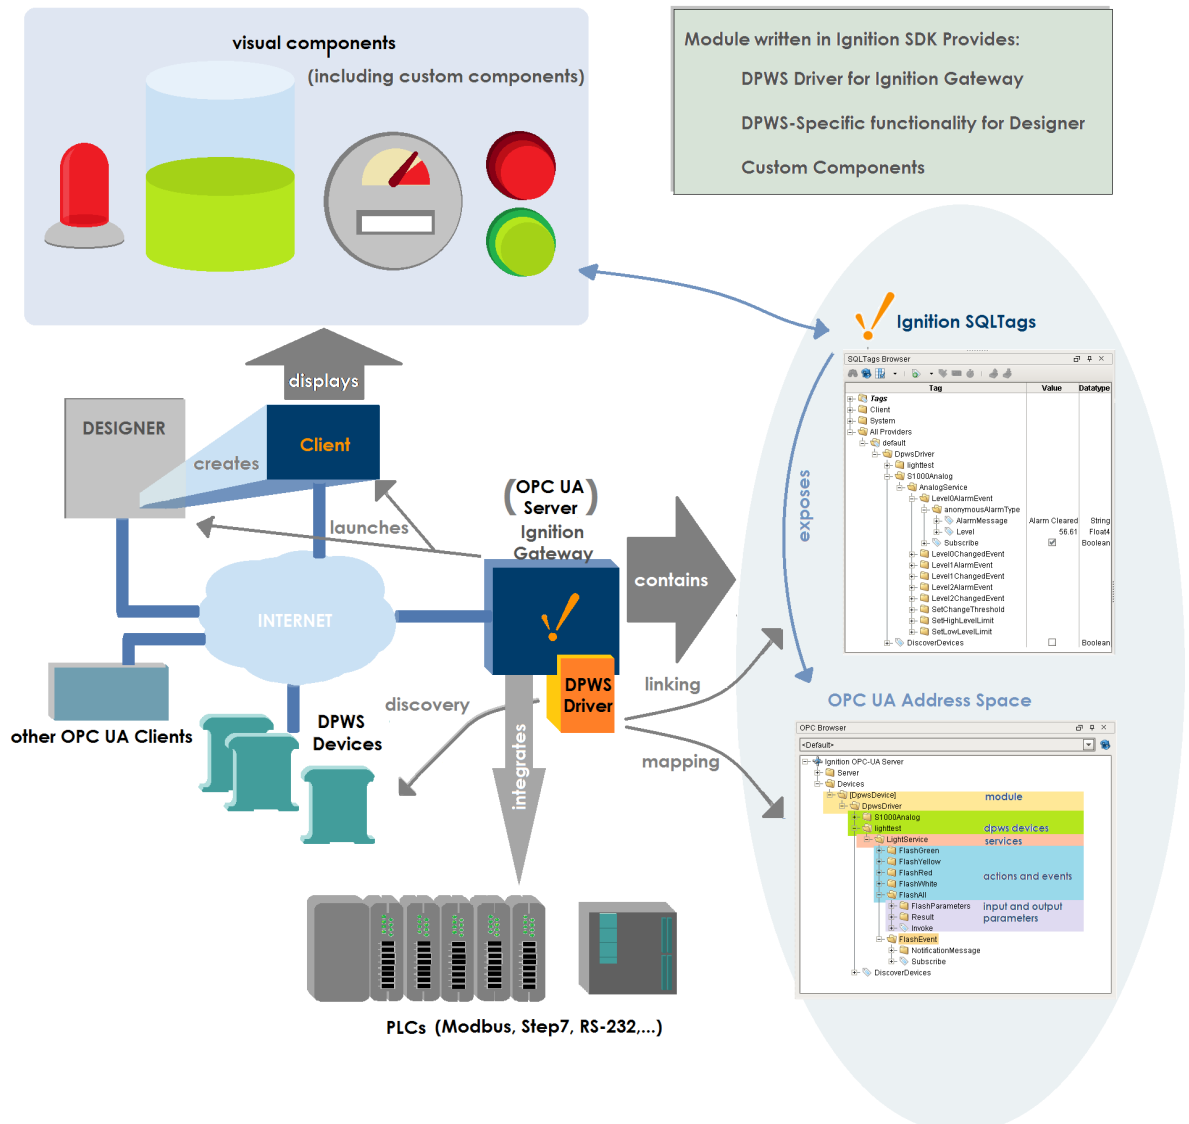 visual components
(including custom components)
Module written in Ignition SDK Provides:
DPWS Driver for Ignition Gateway
DPWS-Specific functionality for Designer
Custom Components
Ignition SQLTags
displays
DESIGNER
Client
creates
launches
(OPC UA
Server)
Ignition
Gateway
contains
exposes
INTERNET
DPWS
Driver
linking
mapping
discovery
integrates
other OPC UA Clients
DPWS
Devices
PLCs (Modbus, Step7, RS-232,...)
SQLTags Browser
Tag Value Datatype
Tags
Client
System
All Providers
default
DpwsDriver
lighttest
S1000Analog
AnalogService
Level0AlarmEvent
anonymousAlarmType
AlarmMessage Alarm Cleared String
Level 56.61 Float4
Subscribe Boolean
Level0ChangedEvent
Level1AlarmEvent
Level1ChangedEvent
Level2AlarmEvent
Level2ChangedEvent
SetChangeThreshold
SetHighLevelLimit
SetLowLevelLimit
DiscoverDevices Boolean
OPC UA Address Space
OPC Browser
<Default>
Ignition OPC-UA Server
Server
Devices
[DpwsDevice] module
DpwsDriver
S1000Analog
lighttest dpws devices
LightService services
FlashGreen
FlashYellow
FlashRed actions and events
FlashWhite
FlashAll
FlashParameters input and output
Result parameters
Invoke
FlashEvent
NotificationMessage
Subscribe
DiscoverDevices